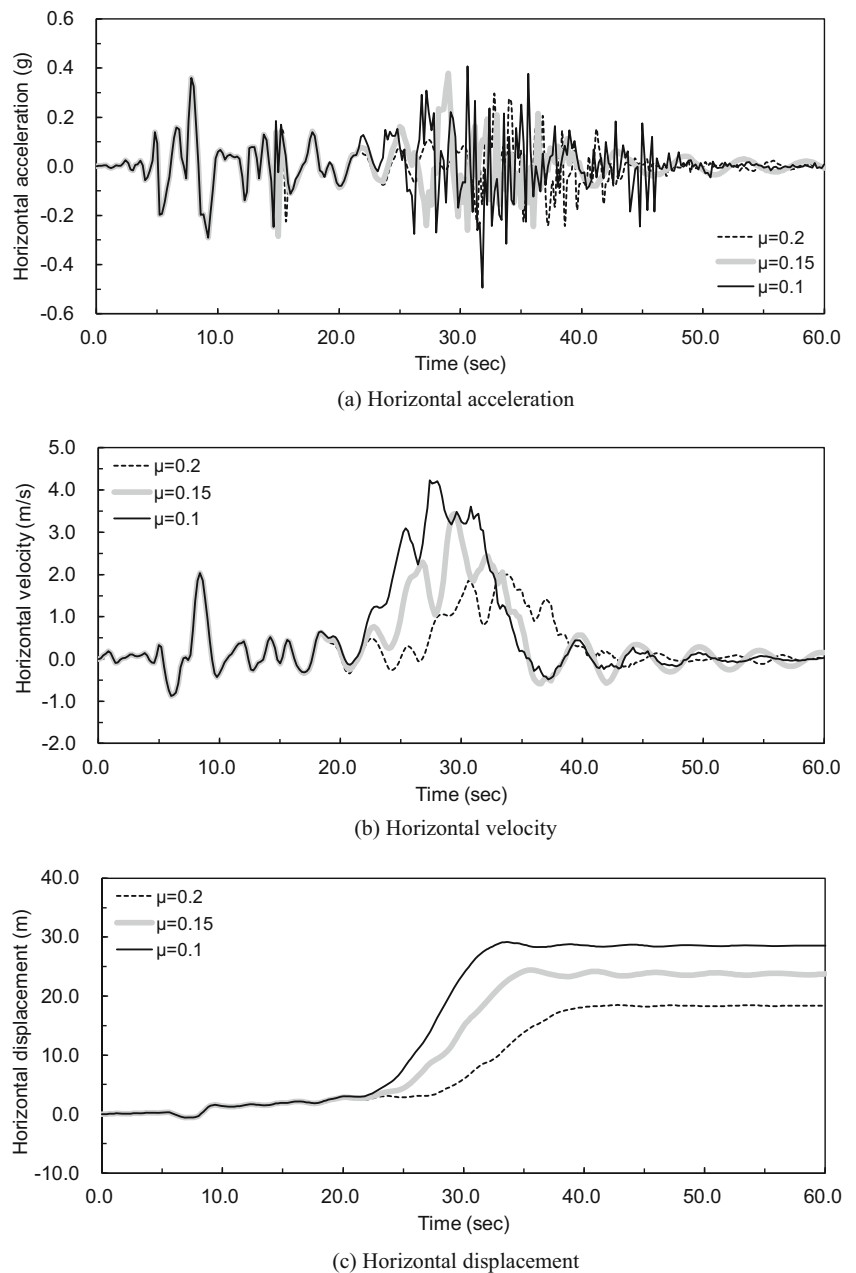 0.6
0.4
0.2
0.0
-0.2
-0.4
-0.6
Horizontal acceleration (g)
μ=0.2
μ=0.15
μ=0.1
0.0 10.0 20.0 30.0 40.0 50.0 60.0
Time (sec)
(a) Horizontal acceleration
5.0
4.0
3.0
2.0
1.0
0.0
-1.0
-2.0
Horizontal velocity (m/s)
μ=0.2
μ=0.15
μ=0.1
0.0 10.0 20.0 30.0 40.0 50.0 60.0
Time (sec)
(b) Horizontal velocity
40.0
30.0
20.0
10.0
0.0
-10.0
Horizontal displacement (m)
μ=0.2
μ=0.15
μ=0.1
0.0 10.0 20.0 30.0 40.0 50.0 60.0
Time (sec)
(c) Horizontal displacement